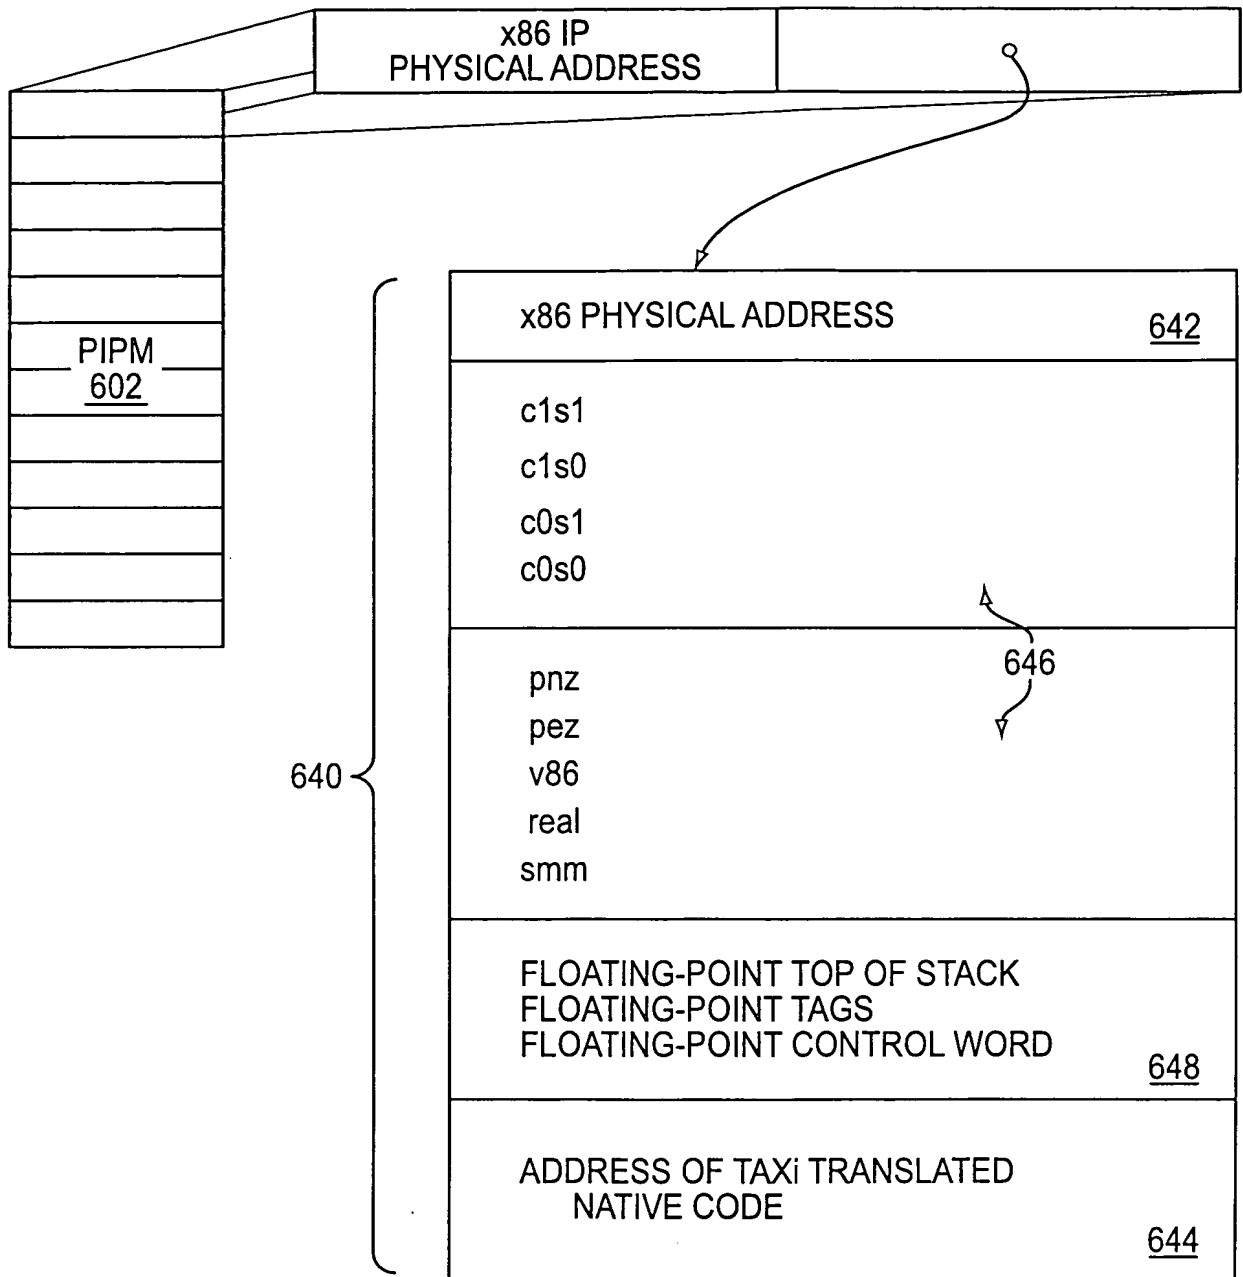 x86 IP
PHYSICAL ADDRESS
PIPM
602
x86 PHYSICAL ADDRESS
642
c1s1
c1s0
c0s1
c0s0
646
pnz
pez
v86
real
smm
640
FLOATING-POINT TOP OF STACK
FLOATING-POINT TAGS
FLOATING-POINT CONTROL WORD
648
ADDRESS OF TAXi TRANSLATED
NATIVE CODE
644